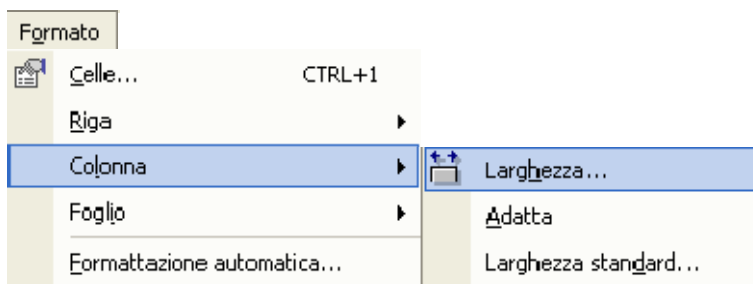 Formato
Celle... CTRL+1
Riga
Colonna
Larghezza...
Foglio
Adatta
Formattazione automatica...
Larghezza standard...